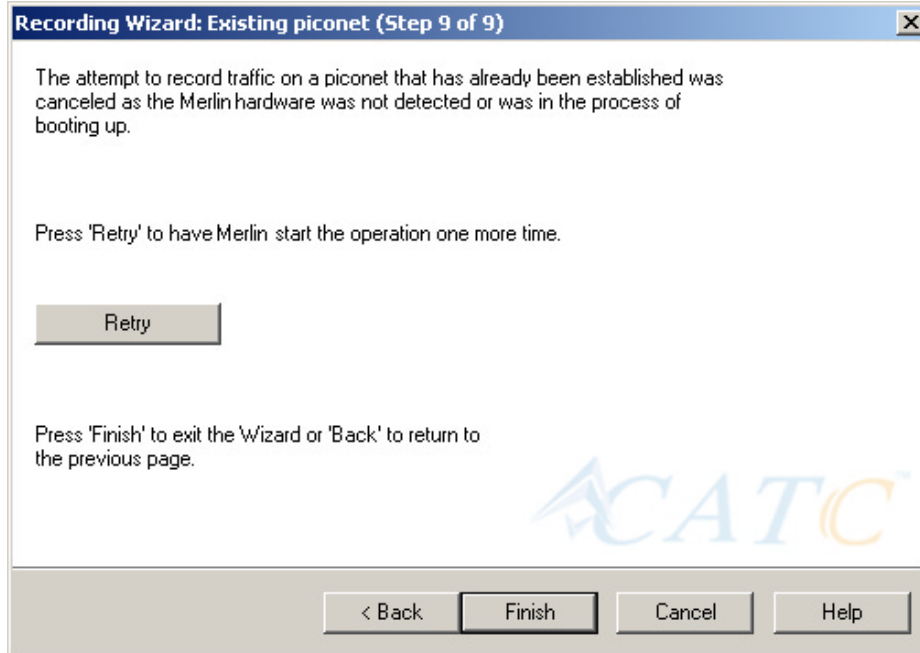 Recording Wizard: Existing piconet (Step 9 of 9)
The attempt to record traffic on a piconet that has already been established was
canceled as the Merlin hardware was not detected or was in the process of
booting up.
Press 'Retry' to have Merlin start the operation one more time.
Retry
Press 'Finish' to exit the Wizard or 'Back' to return to
the previous page.
CATC™
< Back Finish Cancel Help